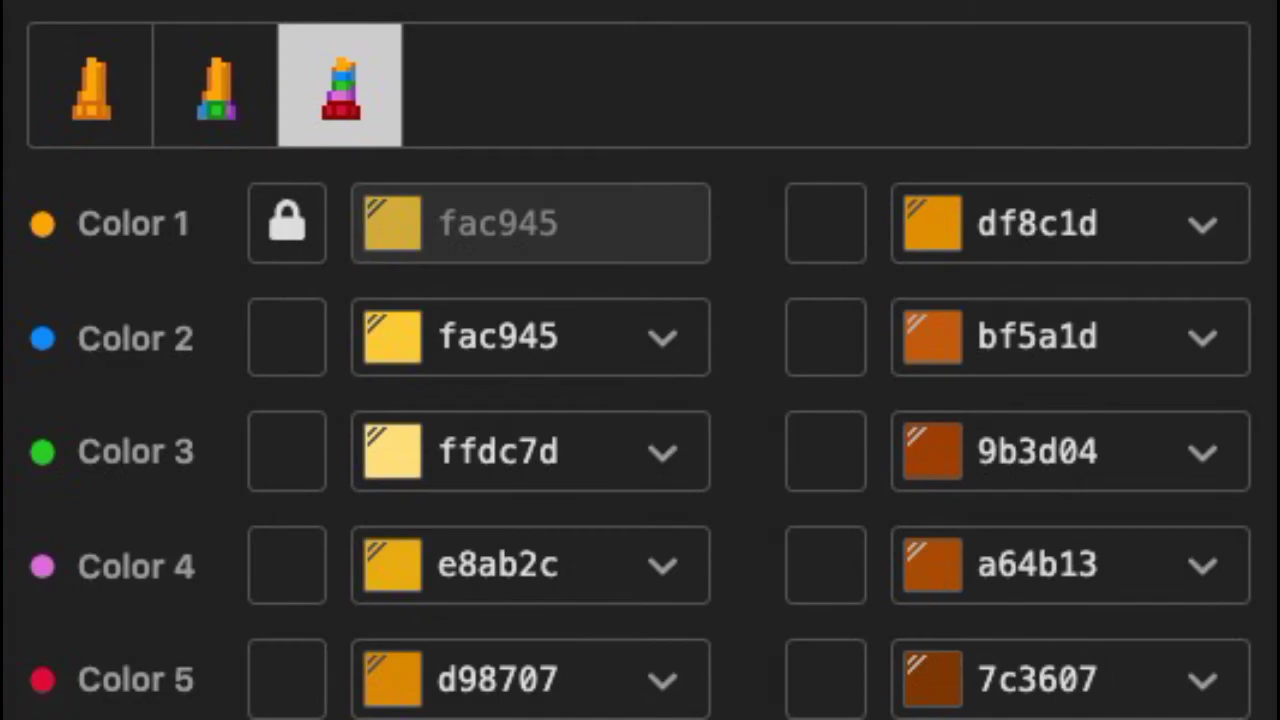 Color 1 fac945 df8c1d
Color 2 fac945 bf5a1d
Color 3 ffdc7d 9b3d04
Color 4 e8ab2c a64b13
Color 5 d98707 7c3607